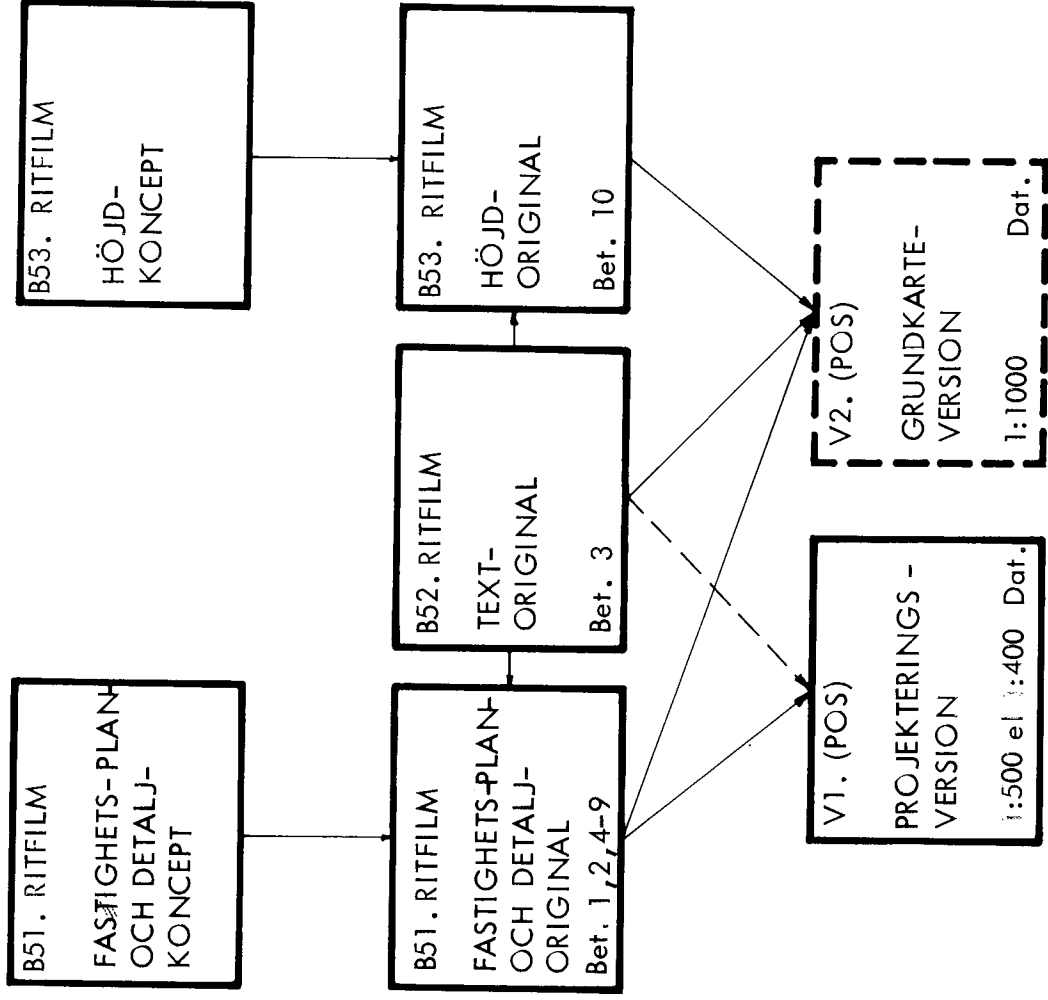 B51. RITFILM
FASTIGHETS-PLAN-
OCH DETALJ-
KONCEPT
B53. RITFILM
HÖJD-
KONCEPT
B51. RITFILM
FASTIGHETS-PLAN-
OCH DETALJ-
ORIGINAL
Bet. 1,2,4-9
B52. RITFILM
TEXT-
ORIGINAL
Bet. 3
B53. RITFILM
HÖJD-
ORIGINAL
Bet. 10
V1. (POS)
PROJEKTERINGS-
VERSION
1:500 el 1:400 Dat.
V2. (POS)
GRUNDKARTE-
VERSION
1:1000 Dat.